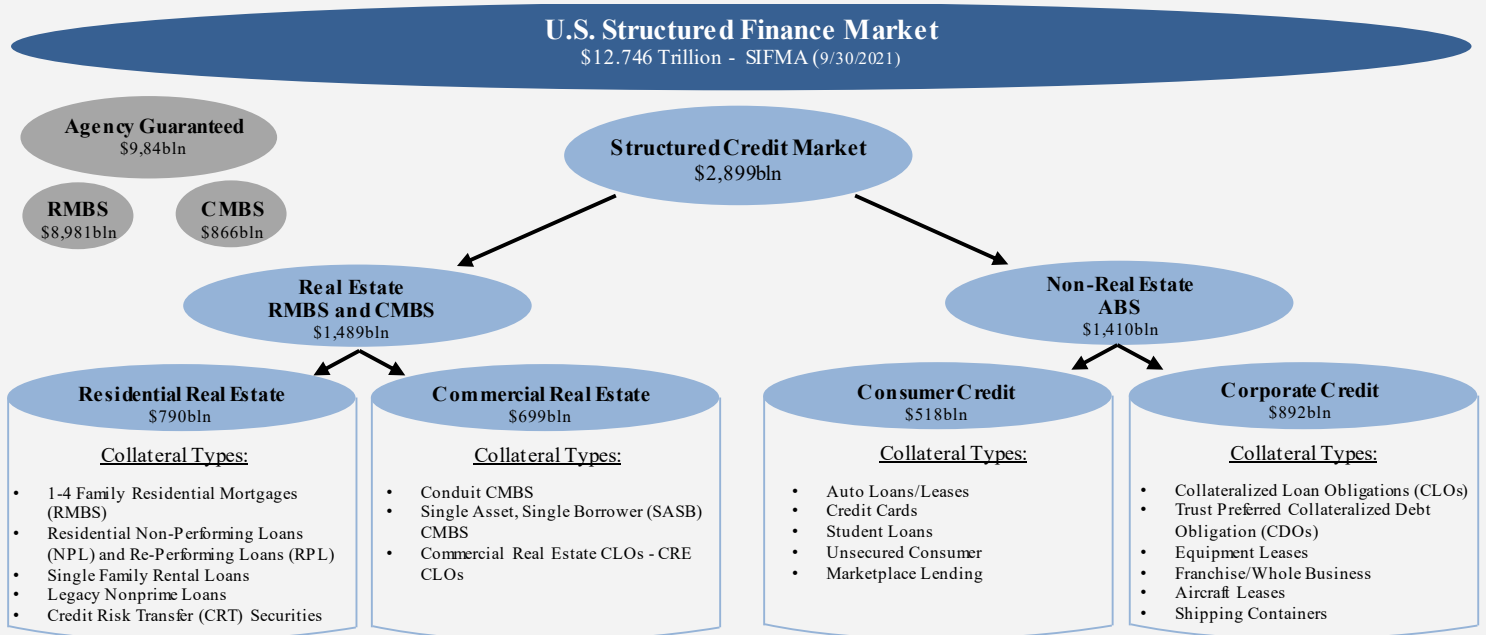 U.S. Structured Finance Market
$12.746 Trillion - SIFMA (9/30/2021)
Agency Guaranteed
$9,84bln
RMBS
$8,981bln
CMBS
$866bln
Structured Credit Market
$2,899bln
Real Estate
RMBS and CMBS
$1,489bln
Non-Real Estate
ABS
$1,410bln
Residential Real Estate
$790bln
Collateral Types:
• 1-4 Family Residential Mortgages
(RMBS)
• Residential Non-Performing Loans
(NPL) and Re-Performing Loans (RPL)
• Single Family Rental Loans
• Legacy Nonprime Loans
• Credit Risk Transfer (CRT) Securities
Commercial Real Estate
$699bln
Collateral Types:
• Conduit CMBS
• Single Asset, Single Borrower (SASB)
CMBS
• Commercial Real Estate CLOs - CRE
CLOs
Consumer Credit
$518bln
Collateral Types:
• Auto Loans/Leases
• Credit Cards
• Student Loans
• Unsecured Consumer
• Marketplace Lending
Corporate Credit
$892bln
Collateral Types:
• Collateralized Loan Obligations (CLOs)
• Trust Preferred Collateralized Debt
Obligation (CDOs)
• Equipment Leases
• Franchise/Whole Business
• Aircraft Leases
• Shipping Containers